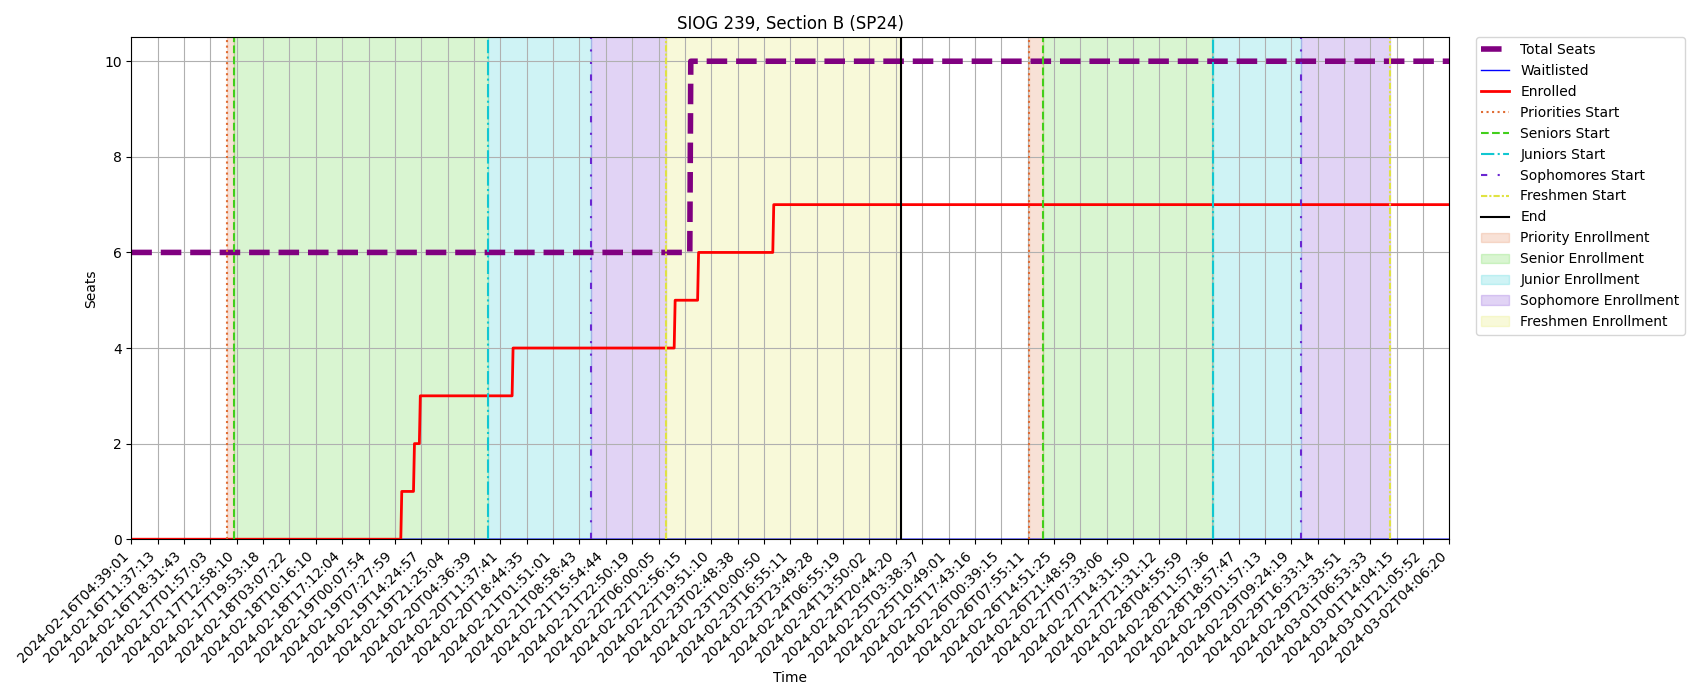 SIOG 239, Section B (SP24)
10
8
6
4
2
0
Seats
2024-02-16T04:39:01
2024-02-16T11:37:13
2024-02-16T18:31:43
2024-02-17T01:57:03
2024-02-17T12:58:10
2024-02-17T19:53:18
2024-02-18T03:07:22
2024-02-18T10:16:10
2024-02-18T17:12:04
2024-02-19T00:07:54
2024-02-19T07:27:59
2024-02-19T14:24:57
2024-02-19T21:25:04
2024-02-20T04:36:39
2024-02-20T11:37:41
2024-02-20T18:44:35
2024-02-21T01:51:01
2024-02-21T08:58:43
2024-02-21T15:54:44
2024-02-21T22:50:19
2024-02-22T06:00:05
2024-02-22T12:56:15
2024-02-22T19:51:10
2024-02-23T02:48:38
2024-02-23T10:00:50
2024-02-23T16:55:11
2024-02-23T23:49:28
2024-02-24T06:55:19
2024-02-24T13:50:02
2024-02-24T20:44:20
2024-02-25T03:38:37
2024-02-25T10:49:01
2024-02-25T17:43:16
2024-02-26T00:39:15
2024-02-26T07:55:11
2024-02-26T14:51:25
2024-02-26T21:48:59
2024-02-27T07:33:06
2024-02-27T14:31:50
2024-02-27T21:31:12
2024-02-28T04:55:59
2024-02-28T11:57:36
2024-02-28T18:57:47
2024-02-29T01:57:13
2024-02-29T09:24:19
2024-02-29T16:33:14
2024-02-29T23:33:51
2024-03-01T06:53:33
2024-03-01T14:04:15
2024-03-01T21:05:52
2024-03-02T04:06:20
Time
Total Seats
Waitlisted
Enrolled
Priorities Start
Seniors Start
Juniors Start
Sophomores Start
Freshmen Start
End
Priority Enrollment
Senior Enrollment
Junior Enrollment
Sophomore Enrollment
Freshmen Enrollment